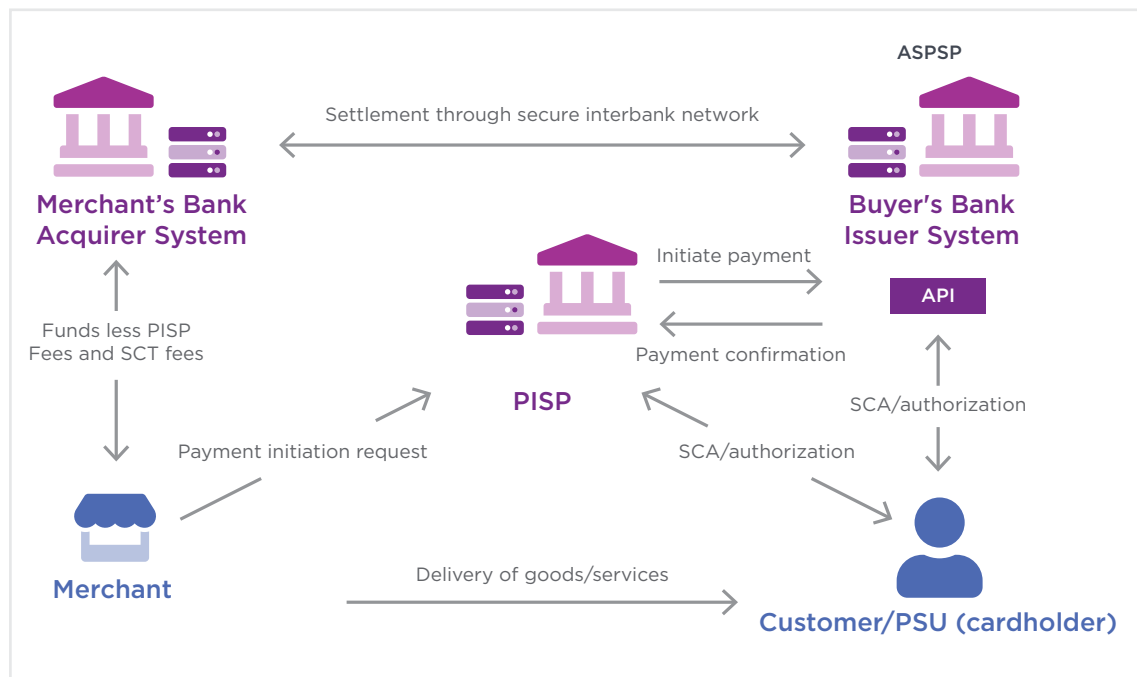 ASPSP
Settlement through secure interbank network
Merchant’s Bank
Acquirer System
Buyer's Bank
Issuer System
Initiate payment
API
Funds less PISP
Fees and SCT fees
Payment confirmation
PISP
SCA/authorization
Payment initiation request
SCA/authorization
Merchant
Delivery of goods/services
Customer/PSU (cardholder)